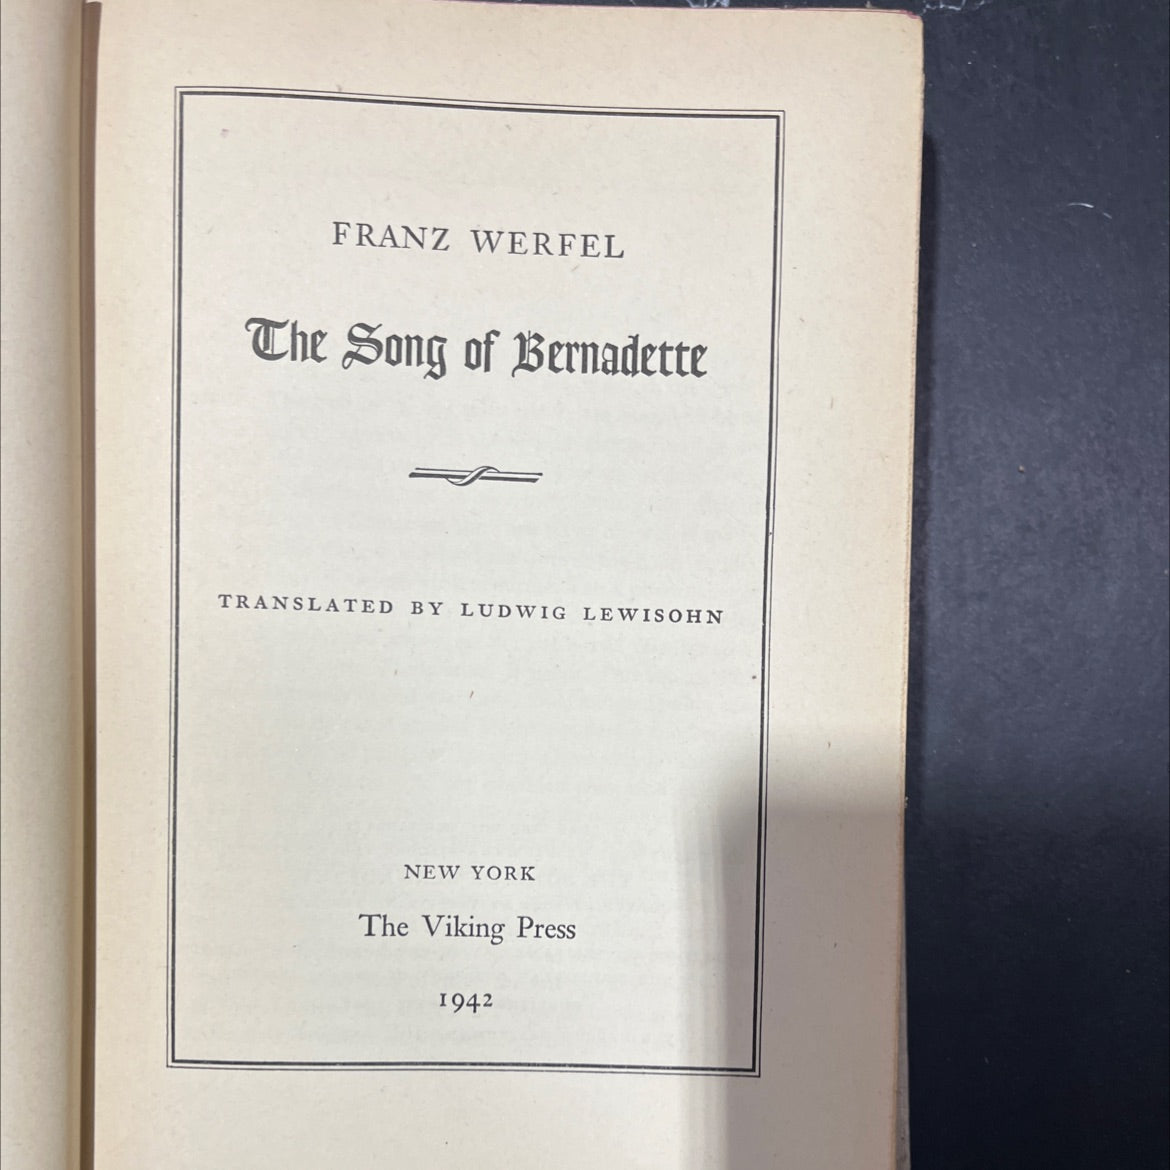 FRANZ WERFEL
The Song of Bernadette
TRANSLATED BY LUDWIG LEWISOHN
NEW YORK
The Viking Press
1942